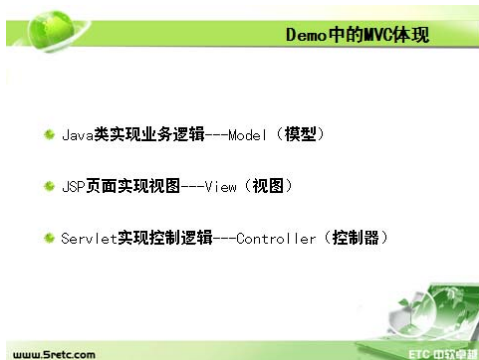 Demo中的MVC体现
Java类实现业务逻辑---Model（模型）
JSP页面实现视图---View（视图）
Servlet实现控制逻辑---Controller（控制器）
www.5retc.com
ETC 中软卓越